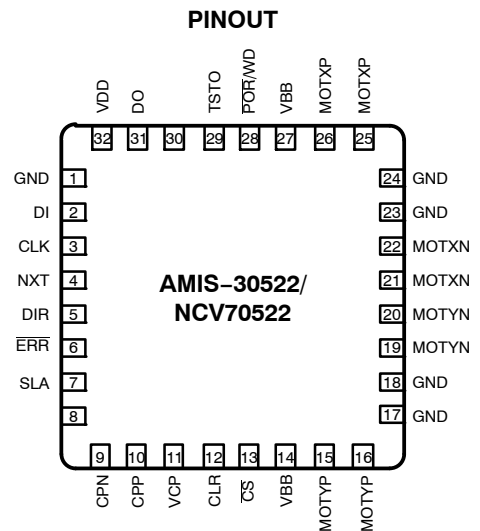 PINOUT
VDD
DO
TSTO
POR/WD
VBB
MOTXP
MOTXP
32 31 30 29 28 27 26 25
GND 1
DI 2
CLK 3
NXT 4
DIR 5
ERR 6
SLA 7
8
AMIS–30522/
NCV70522
24 GND
23 GND
22 MOTXN
21 MOTXN
20 MOTYN
19 MOTYN
18 GND
17 GND
9 10 11 12 13 14 15 16
CPN
CPP
VCP
CLR
CS
VBB
MOTYP
MOTYP